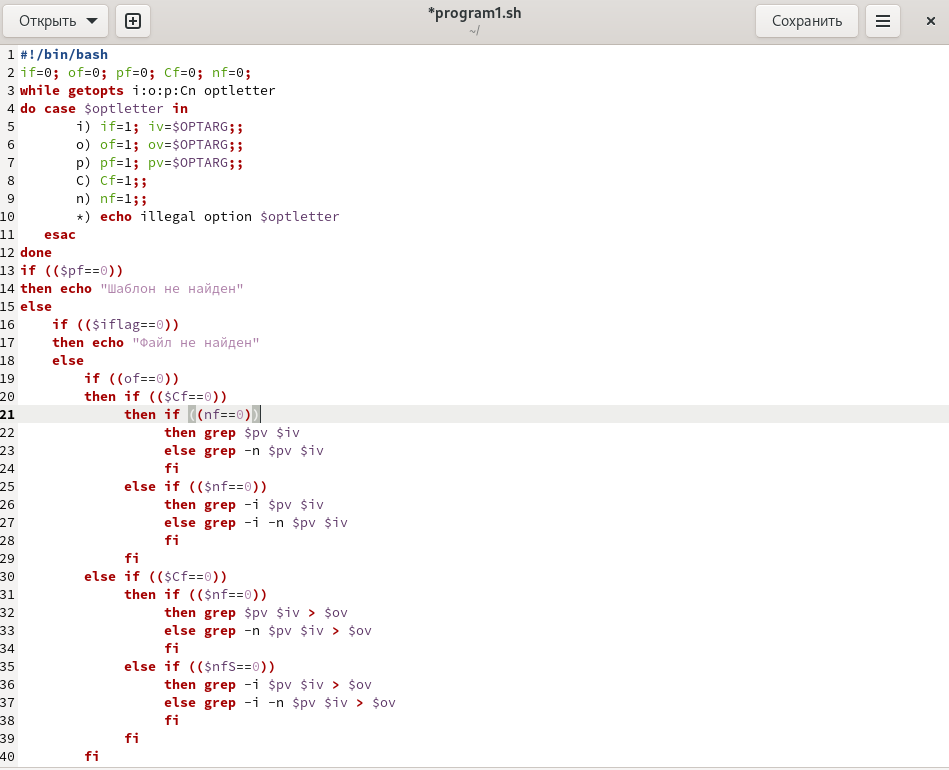 Открыть
*program1.sh
~/
Сохранить
1 #!/bin/bash
2 if=0; of=0; pf=0; Cf=0; nf=0;
3 while getopts i:o:p:Cn optletter
4 do case $optletter in
5        i) if=1; iv=$OPTARG;;
6        o) of=1; ov=$OPTARG;;
7        p) pf=1; pv=$OPTARG;;
8        C) Cf=1;;
9        n) nf=1;;
10        *) echo illegal option $optletter
11    esac
12 done
13 if (($pf==0))
14 then echo "Шаблон не найден"
15 else
16     if (($iflag==0))
17     then echo "Файл не найден"
18     else
19         if ((of==0))
20         then if (($Cf==0))
21              then if ((nf==0))
22                   then grep $pv $iv
23                   else grep -n $pv $iv
24                   fi
25              else if (($nf==0))
26                   then grep -i $pv $iv
27                   else grep -i -n $pv $iv
28                   fi
29              fi
30         else if (($Cf==0))
31              then if (($nf==0))
32                   then grep $pv $iv > $ov
33                   else grep -n $pv $iv > $ov
34                   fi
35              else if (($nfS==0))
36                   then grep -i $pv $iv > $ov
37                   else grep -i -n $pv $iv > $ov
38                   fi
39              fi
40         fi